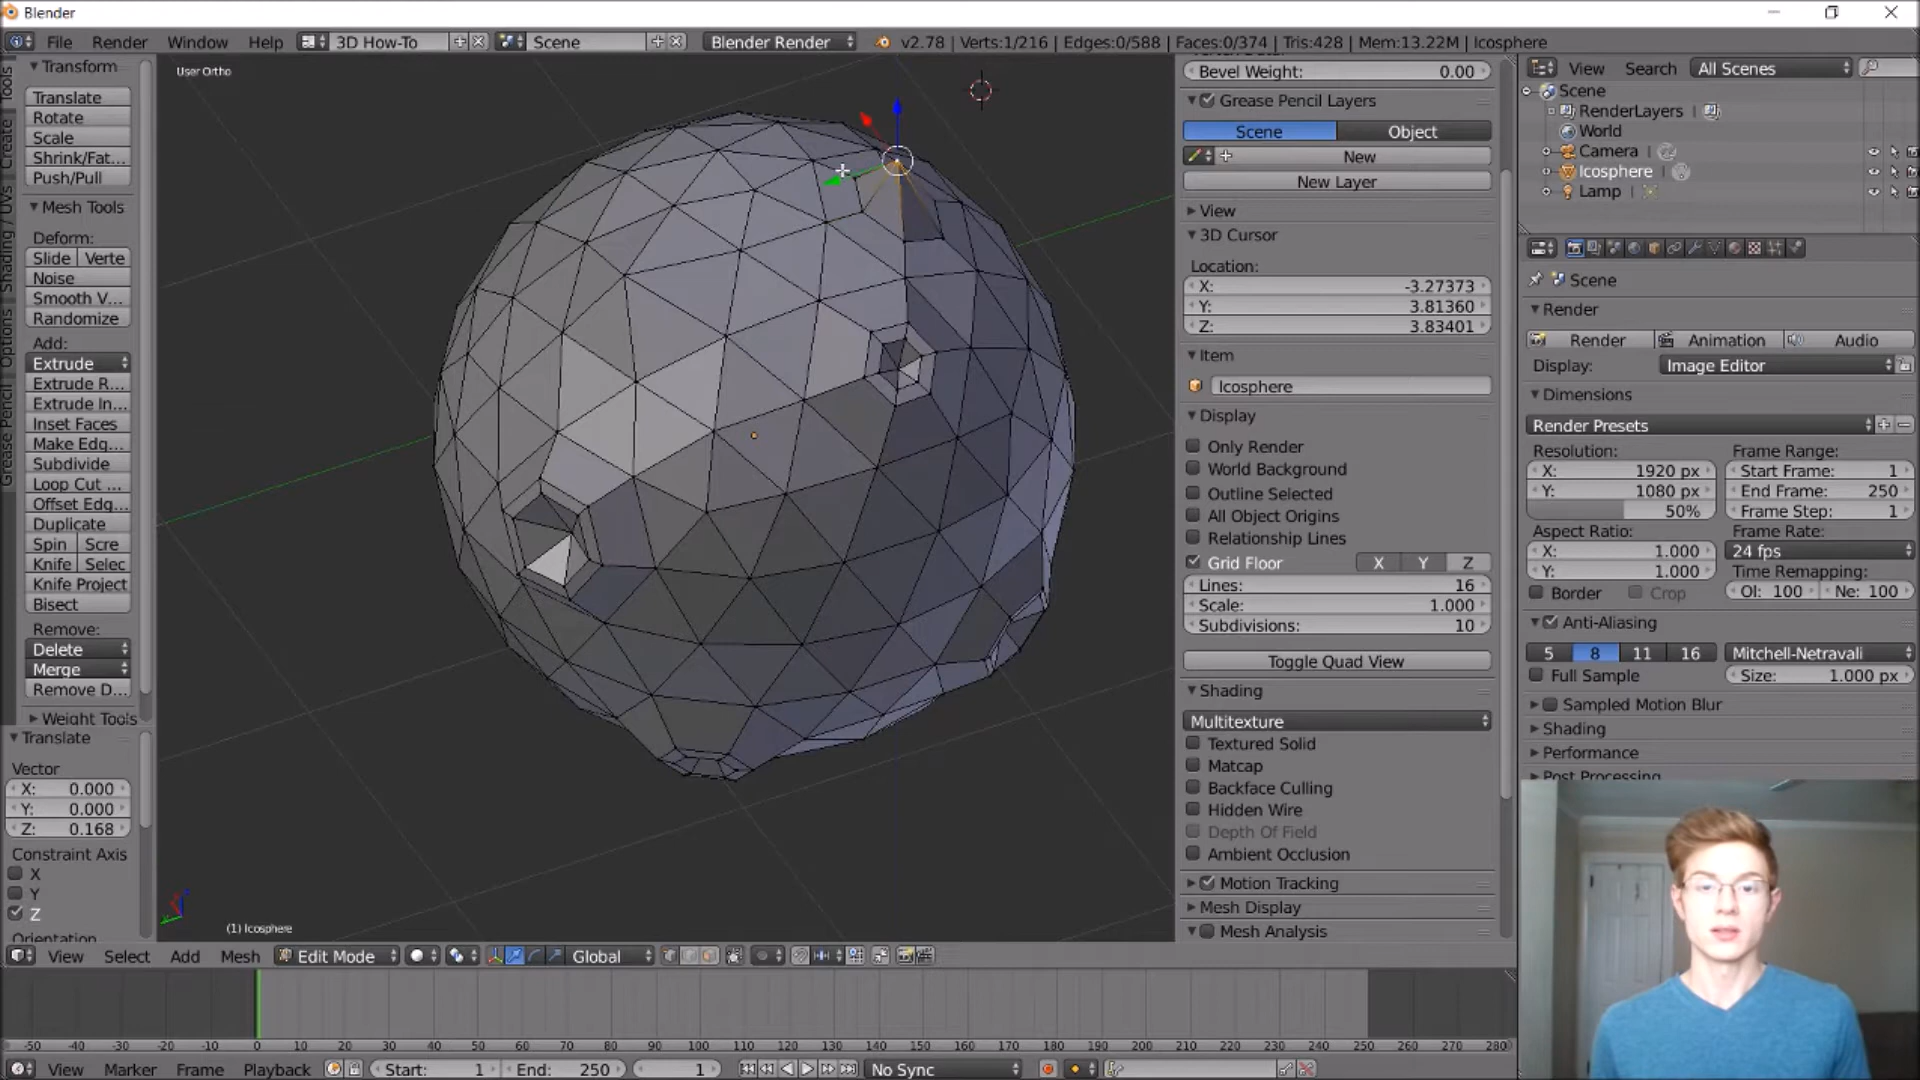 Blender
File Render Window Help 3D How-To Scene Blender Render v2.78 | Verts:1/216 | Edges:0/588 | Faces:0/374 | Tris:428 | Mem:13.22M | Icosphere
Tools
Create
Shading / UVs
Options
Grease Pencil
Transform
Translate
Rotate
Scale
Shrink/Fat...
Push/Pull
Mesh Tools
Deform:
Slide Verte
Noise
Smooth V...
Randomize
Add:
Extrude
Extrude R...
Extrude In...
Inset Faces
Make Edg...
Subdivide
Loop Cut ...
Offset Edg...
Duplicate
Spin Scre
Knife Selec
Knife Project
Bisect
Remove:
Delete
Merge
Remove D...
Weight Tools
Translate
Vector
X: 0.000
Y: 0.000
Z: 0.168
Constraint Axis
X
Y
Z
Orientation
User Ortho
(1) Icosphere
Bevel Weight: 0.00
Grease Pencil Layers
Scene Object
New
New Layer
View
3D Cursor
Location:
X: -3.27373
Y: 3.81360
Z: 3.83401
Item
Icosphere
Display
Only Render
World Background
Outline Selected
All Object Origins
Relationship Lines
Grid Floor X Y Z
Lines: 16
Scale: 1.000
Subdivisions: 10
Toggle Quad View
Shading
Multitexture
Textured Solid
Matcap
Backface Culling
Hidden Wire
Depth Of Field
Ambient Occlusion
Motion Tracking
Mesh Display
Mesh Analysis
View Search All Scenes
Scene
RenderLayers
World
Camera
Icosphere
Lamp
Scene
Render
Render Animation Audio
Display: Image Editor
Dimensions
Render Presets
Resolution: Frame Range:
X: 1920 px Start Frame: 1
Y: 1080 px End Frame: 250
50% Frame Step: 1
Aspect Ratio: Frame Rate:
X: 1.000 24 fps
Y: 1.000 Time Remapping:
Border Crop Ol: 100 Ne: 100
Anti-Aliasing
5 8 11 16 Mitchell-Netravali
Full Sample Size: 1.000 px
Sampled Motion Blur
Shading
Performance
Post Processing
View Select Add Mesh Edit Mode Global
-50 -40 -30 -20 -10 0 10 20 30 40 50 60 70 80 90 100 110 120 130 140 150 160 170 180 190 200 210 220 230 240 250 260 270 280
View Marker Frame Playback Start: 1 End: 250 1 No Sync